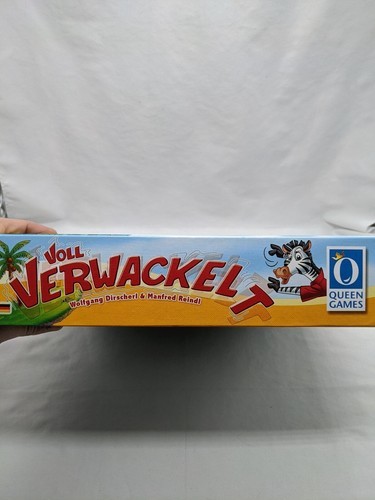 VOLL
VERWACKELT
Wolfgang Dirscherl & Manfred Reindl
QUEEN
GAMES